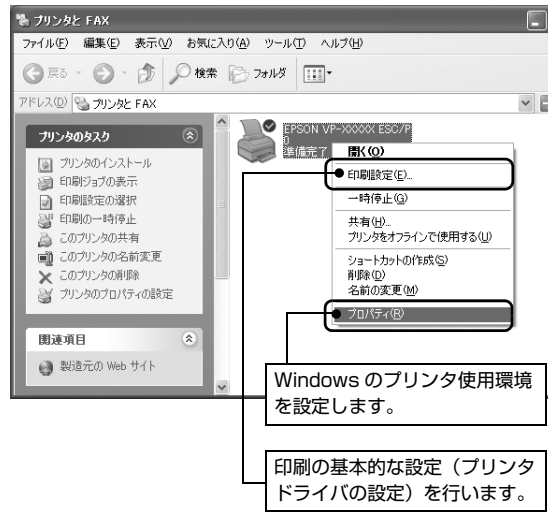 プリンタと FAX
ファイル(F) 編集(E) 表示(V) お気に入り(A) ツール(T) ヘルプ(H)
戻る 検索 フォルダ
アドレス(D) プリンタと FAX
プリンタのタスク
プリンタのインストール
印刷ジョブの表示
印刷設定の選択
印刷の一時停止
このプリンタの共有
このプリンタの名前変更
このプリンタの削除
プリンタのプロパティの設定
関連項目
製造元の Web サイト
EPSON VP-XXXXX ESC/P
0
準備完了
開く(O)
印刷設定(E)...
一時停止(G)
共有(H)...
プリンタをオフラインで使用する(U)
ショートカットの作成(S)
削除(D)
名前の変更(M)
プロパティ(R)
Windows のプリンタ使用環境
を設定します。
印刷の基本的な設定（プリンタ
ドライバの設定）を行います。